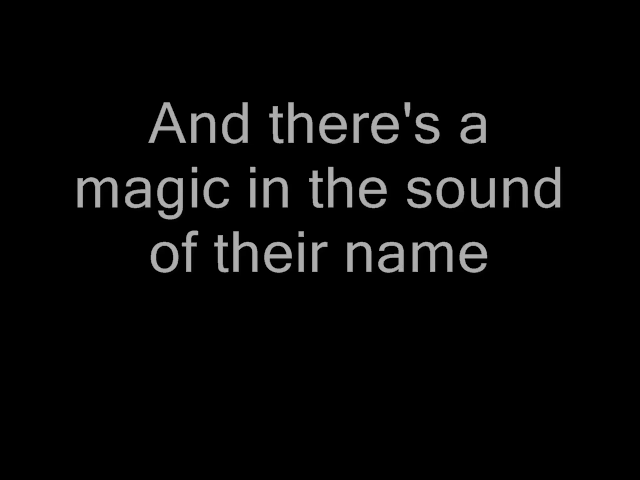 And there's a
magic in the sound
of their name